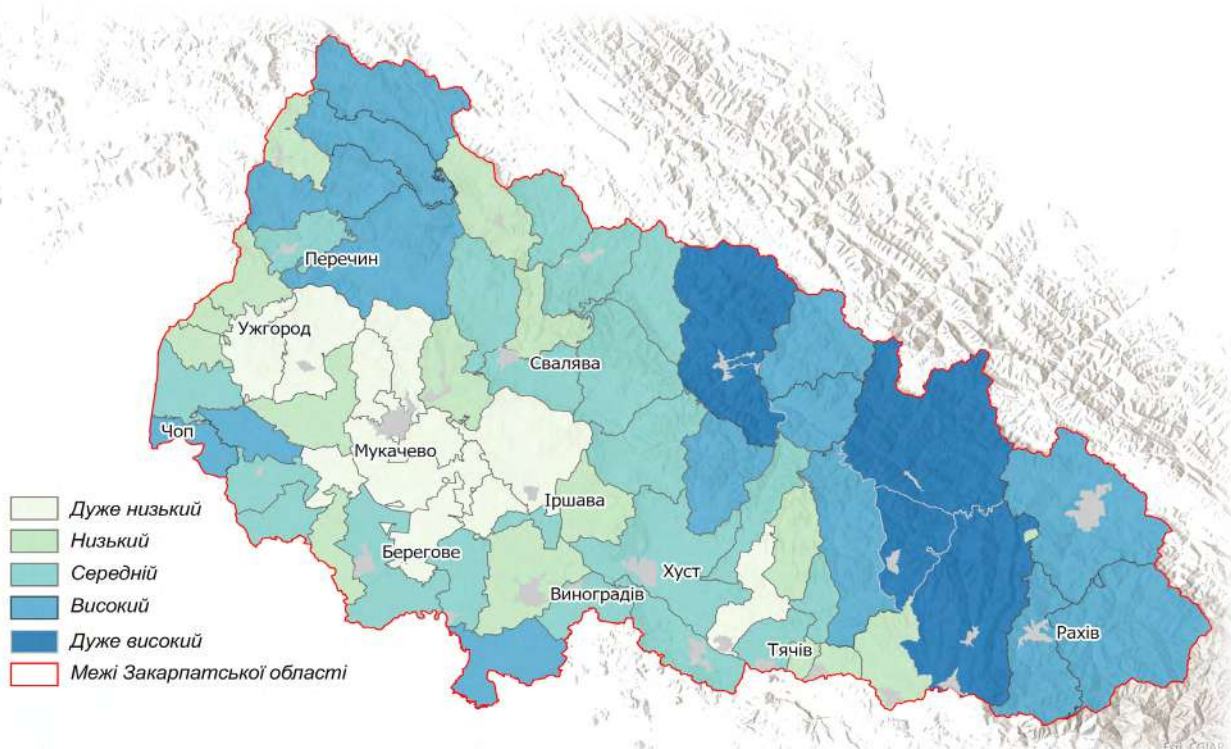 Перечин
Ужгород
Свалява
Чоп
Мукачево
Іршава
Берегове
Хуст
Виноградів
Рахів
Тячів
Дуже низький
Низький
Середній
Високий
Дуже високий
Межі Закарпатської області